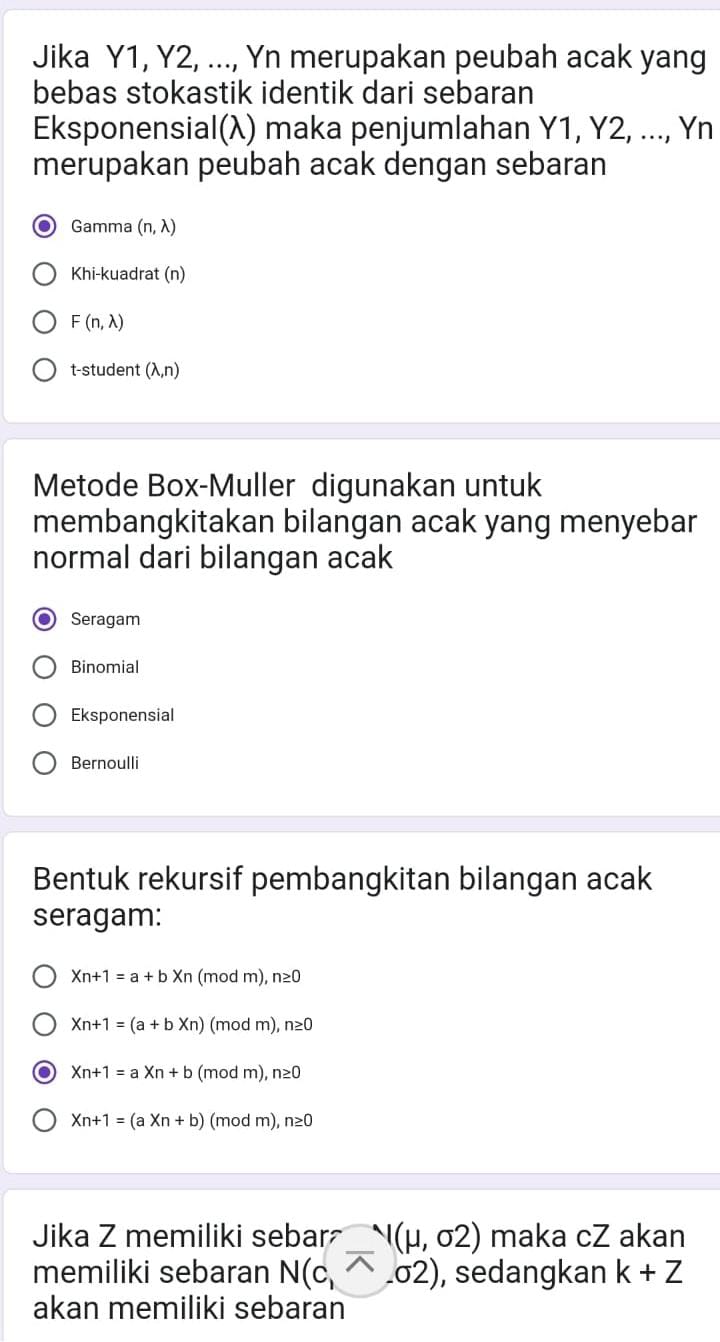 Jika Y1, Y2, ..., Yn merupakan peubah acak yang
bebas stokastik identik dari sebaran
Eksponensial(λ) maka penjumlahan Y1, Y2, ..., Yn
merupakan peubah acak dengan sebaran
Gamma (n, λ)
Khi-kuadrat (n)
F (n, λ)
t-student (λ,n)
Metode Box-Muller digunakan untuk
membangkitakan bilangan acak yang menyebar
normal dari bilangan acak
Seragam
Binomial
Eksponensial
Bernoulli
Bentuk rekursif pembangkitan bilangan acak
seragam:
Xn+1 = a + b Xn (mod m), n≥0
Xn+1 = (a + b Xn) (mod m), n≥0
Xn+1 = a Xn + b (mod m), n≥0
Xn+1 = (a Xn + b) (mod m), n≥0
Jika Z memiliki (μ, σ2) maka cZ akan
memiliki sebaran σ2), sedangkan k + Z
akan memiliki sebaran